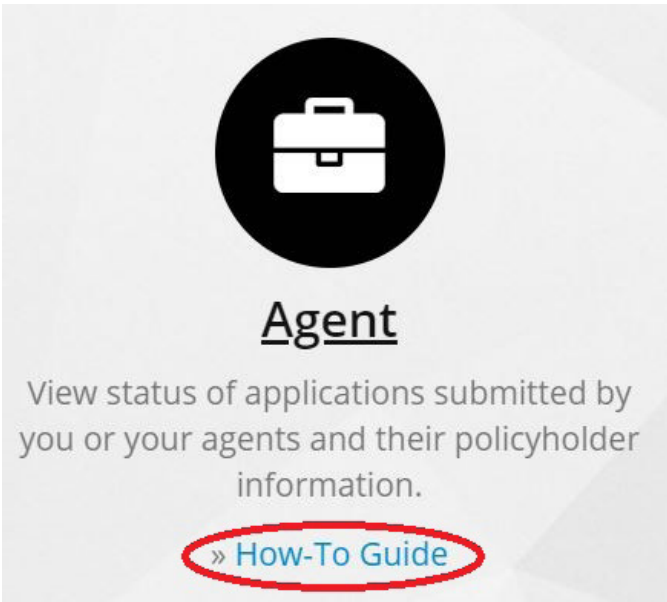 Agent
View status of applications submitted by
you or your agents and their policyholder
information.
» How-To Guide